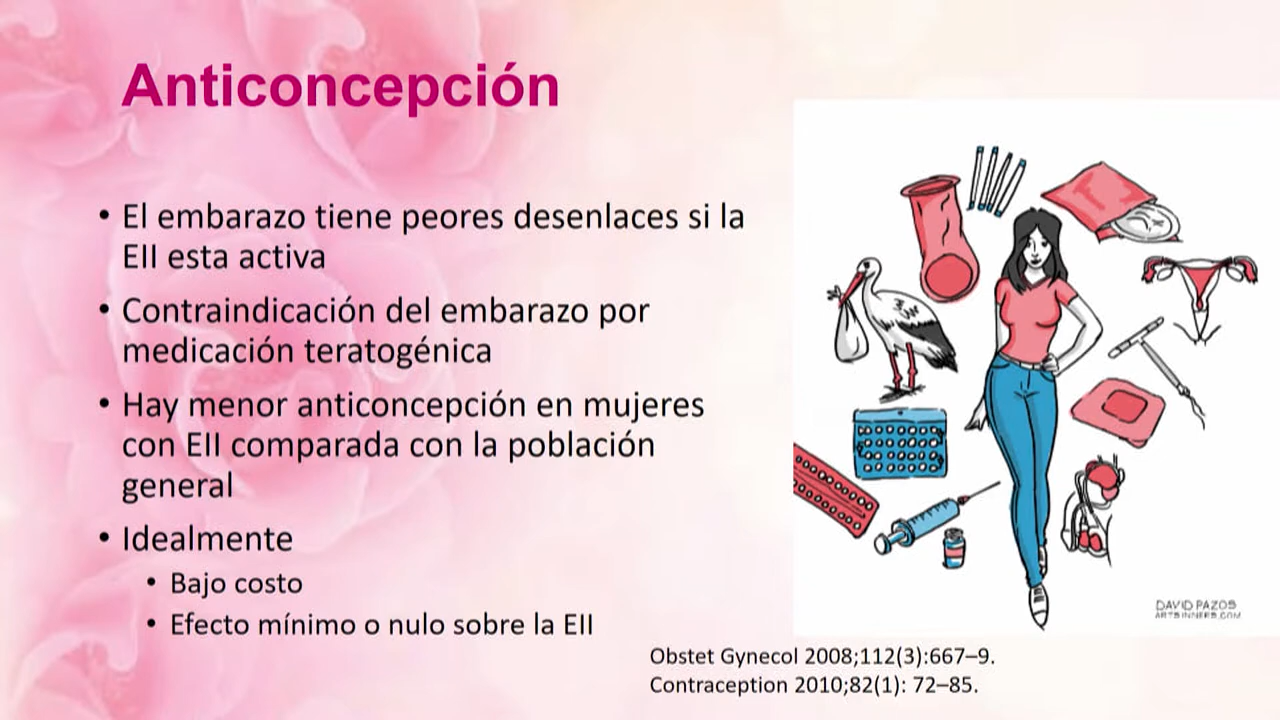 Anticoncepción
• El embarazo tiene peores desenlaces si la
EII esta activa
• Contraindicación del embarazo por
medicación teratogénica
• Hay menor anticoncepción en mujeres
con EII comparada con la población
general
• Idealmente
• Bajo costo
• Efecto mínimo o nulo sobre la EII
DAVID PAZOS
Obstet Gynecol 2008;112(3):667–9.
Contraception 2010;82(1): 72–85.